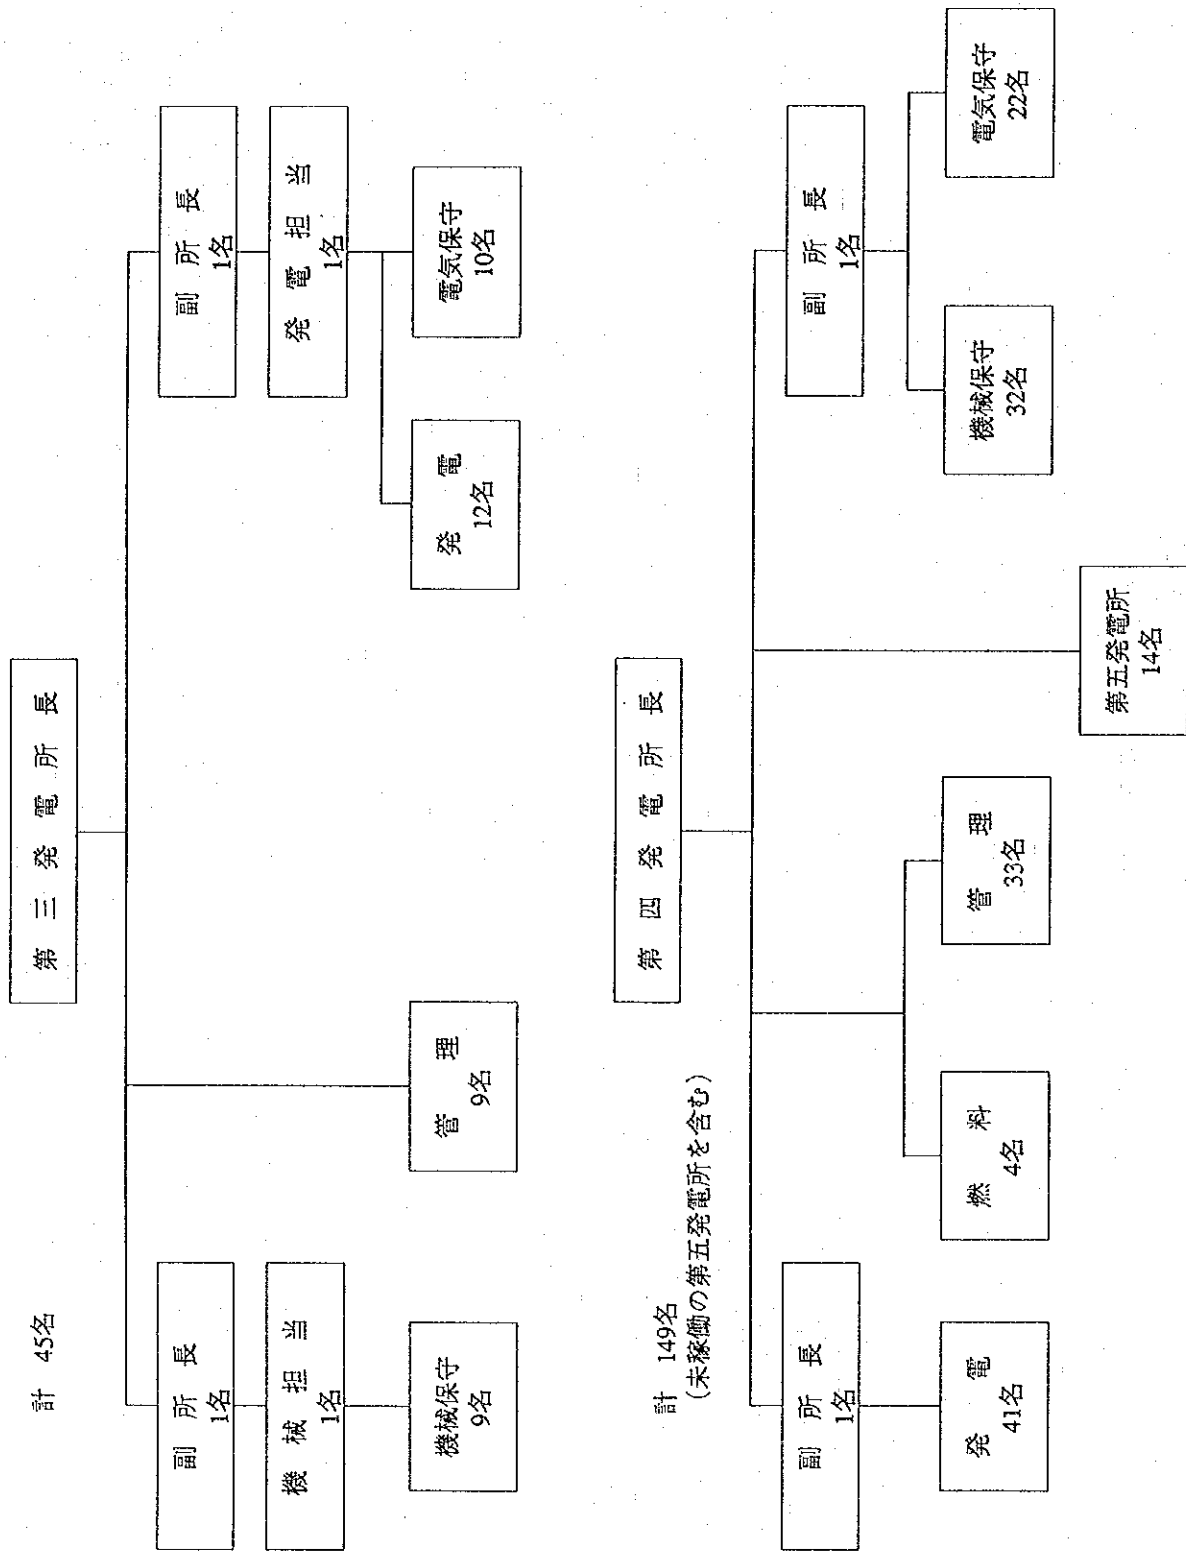 計 45名
第三発電所長
副所長
1名
機械担当
1名
機械保守
9名
管理
9名
副所長
1名
発電担当
1名
発電
12名
電気保守
10名
計 149名
(未稼働の第五発電所を含む)
第四発電所長
副所長
1名
発電
41名
燃料
4名
管理
33名
第五発電所
14名
副所長
1名
機械保守
32名
電気保守
22名